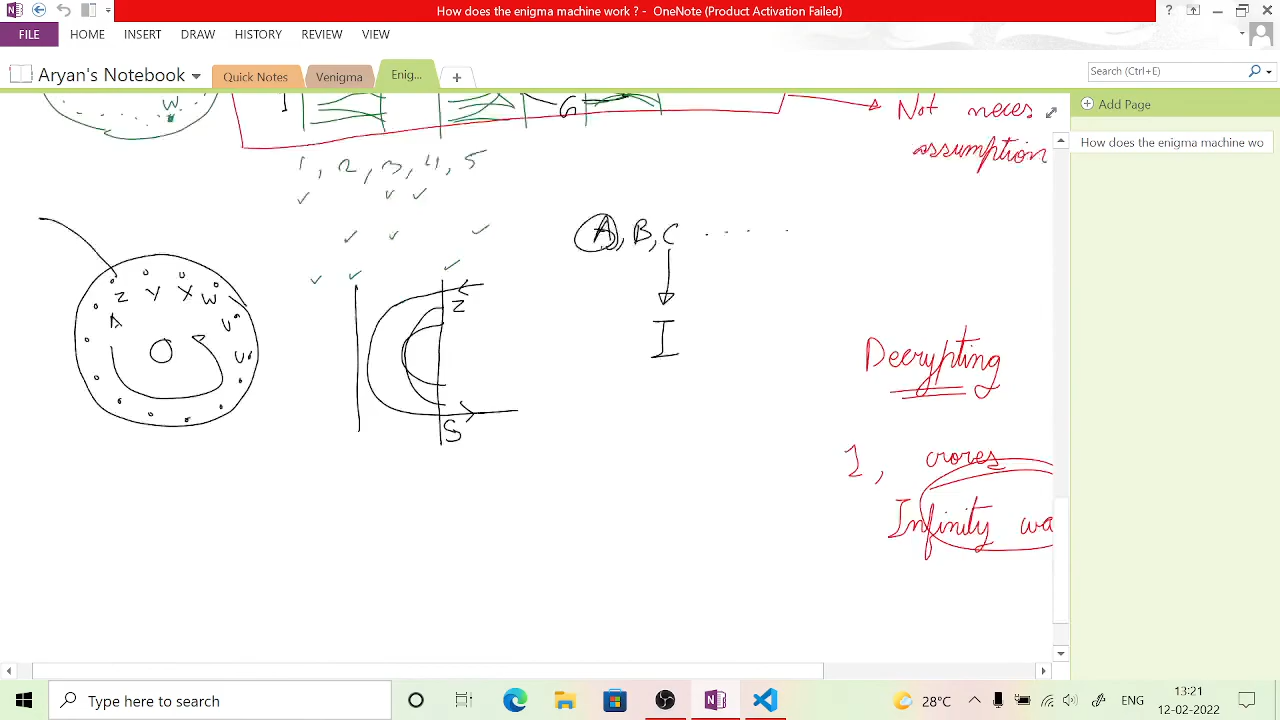 How does the enigma machine work ? - OneNote (Product Activation Failed)
FILE HOME INSERT DRAW HISTORY REVIEW VIEW
Aryan's Notebook Quick Notes Venigma Enig... +
Search (Ctrl+E)
Add Page
How does the enigma machine wo
W I G
Not neces
assumption
1, 2, 3, 4, 5
A, B, C . . . .
I
Z Y X W
A V U
Z
S
Decrypting
1, crores
Infinity wa
Type here to search
28°C ENG 13:21
12-02-2022